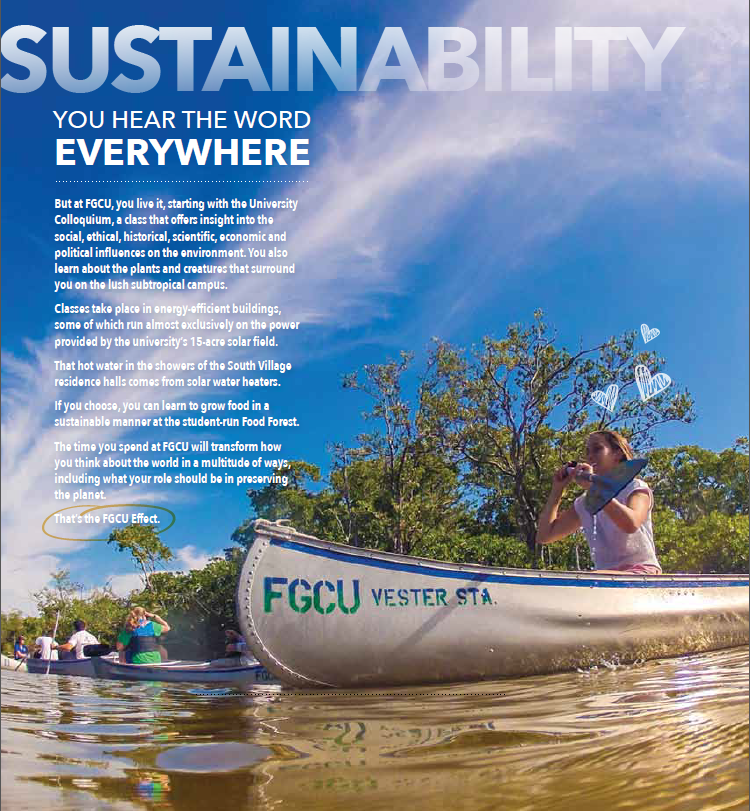 SUSTAINABILITY
YOU HEAR THE WORD
EVERYWHERE
But at FGCU, you live it, starting with the University
Colloquium, a class that offers insight into the
social, ethical, historical, scientific, economic and
political influences on the environment. You also
learn about the plants and creatures that surround
you on the lush subtropical campus.
Classes take place in energy-efficient buildings,
some of which run almost exclusively on the power
provided by the university's 15-acre solar field.
That hot water in the showers of the South Village
residence halls comes from solar water heaters.
If you choose, you can learn to grow food in a
sustainable manner at the student-run Food Forest.
The time you spend at FGCU will transform how
you think about the world in a multitude of ways,
including what your role should be in preserving
the planet.
That's the FGCU Effect.
FGCU VESTER STA.
FGCU